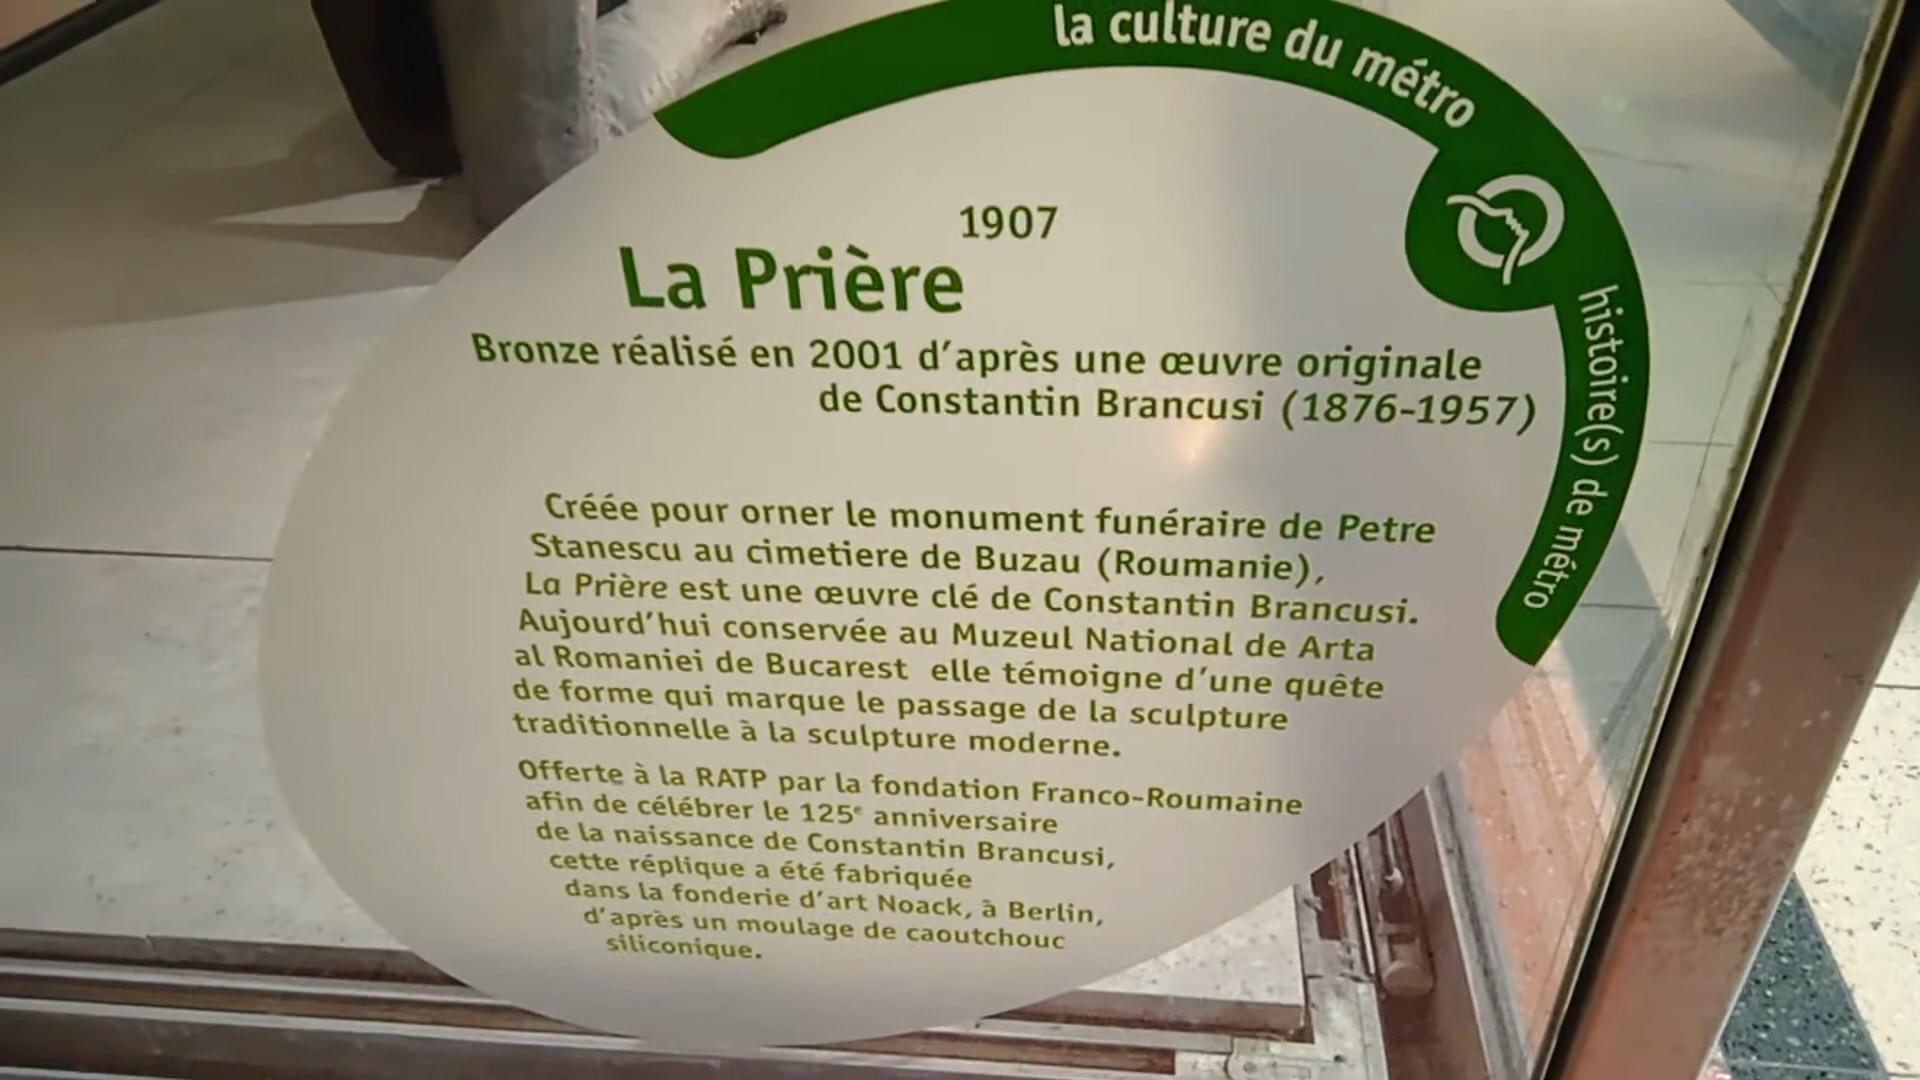 la culture du métro
histoire(s) de métro
1907
La Prière
Bronze réalisé en 2001 d'après une œuvre originale
de Constantin Brancusi (1876-1957)
Créée pour orner le monument funéraire de Petre
Stanescu au cimetiere de Buzau (Roumanie),
La Prière est une œuvre clé de Constantin Brancusi.
Aujourd'hui conservée au Muzeul National de Arta
al Romaniei de Bucarest elle témoigne d'une quête
de forme qui marque le passage de la sculpture
traditionnelle à la sculpture moderne.
Offerte à la RATP par la fondation Franco-Roumaine
afin de célébrer le 125e anniversaire
de la naissance de Constantin Brancusi,
cette réplique a été fabriquée
dans la fonderie d'art Noack, à Berlin,
d'après un moulage de caoutchouc
siliconique.